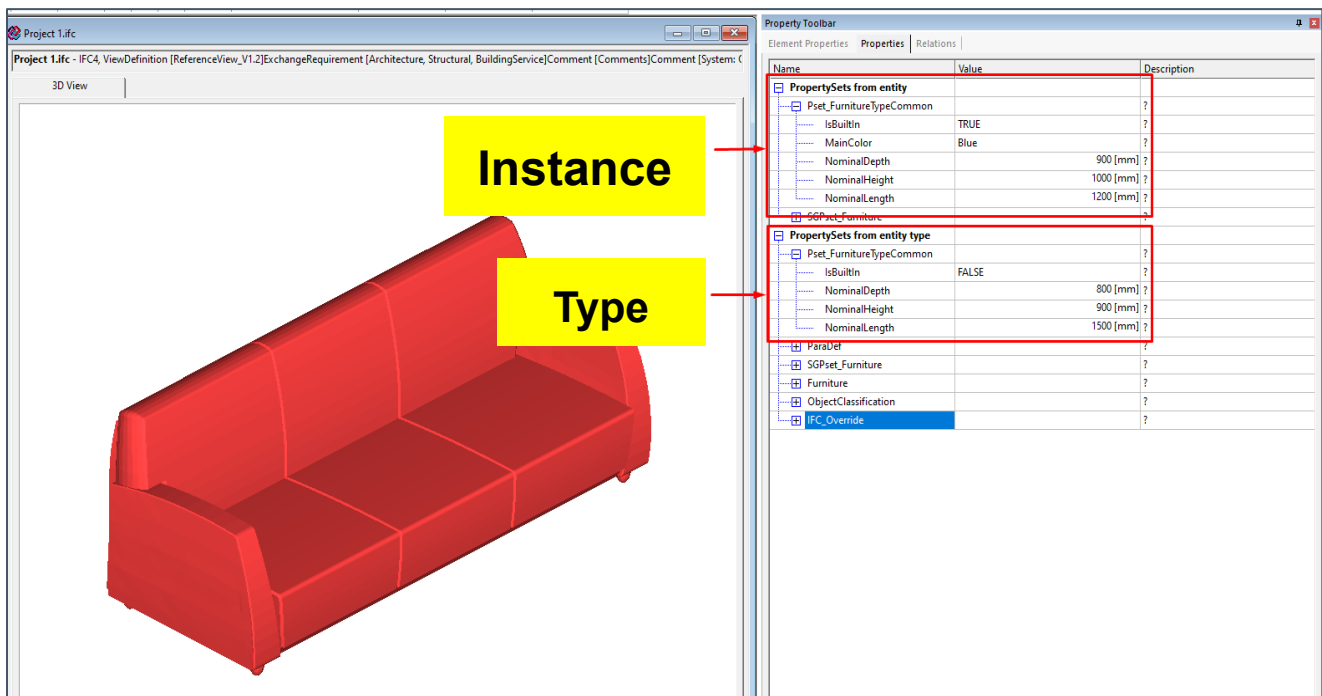 Project 1.ifc
Project 1.ifc - IFC4, ViewDefinition [ReferenceView_V1.2]ExchangeRequirement [Architecture, Structural, BuildingService]Comment [Comments]Comment [System: 
3D View
Instance
Type
Property Toolbar
Element Properties Properties Relations
Name Value Description
PropertySets from entity
Pset_FurnitureTypeCommon ?
IsBuiltIn TRUE ?
MainColor Blue ?
NominalDepth 900 [mm] ?
NominalHeight 1000 [mm] ?
NominalLength 1200 [mm] ?
SGPset_Furniture ?
PropertySets from entity type
Pset_FurnitureTypeCommon ?
IsBuiltIn FALSE ?
NominalDepth 800 [mm] ?
NominalHeight 900 [mm] ?
NominalLength 1500 [mm] ?
ParaDef ?
SGPset_Furniture ?
Furniture ?
ObjectClassification ?
IFC_Override ?